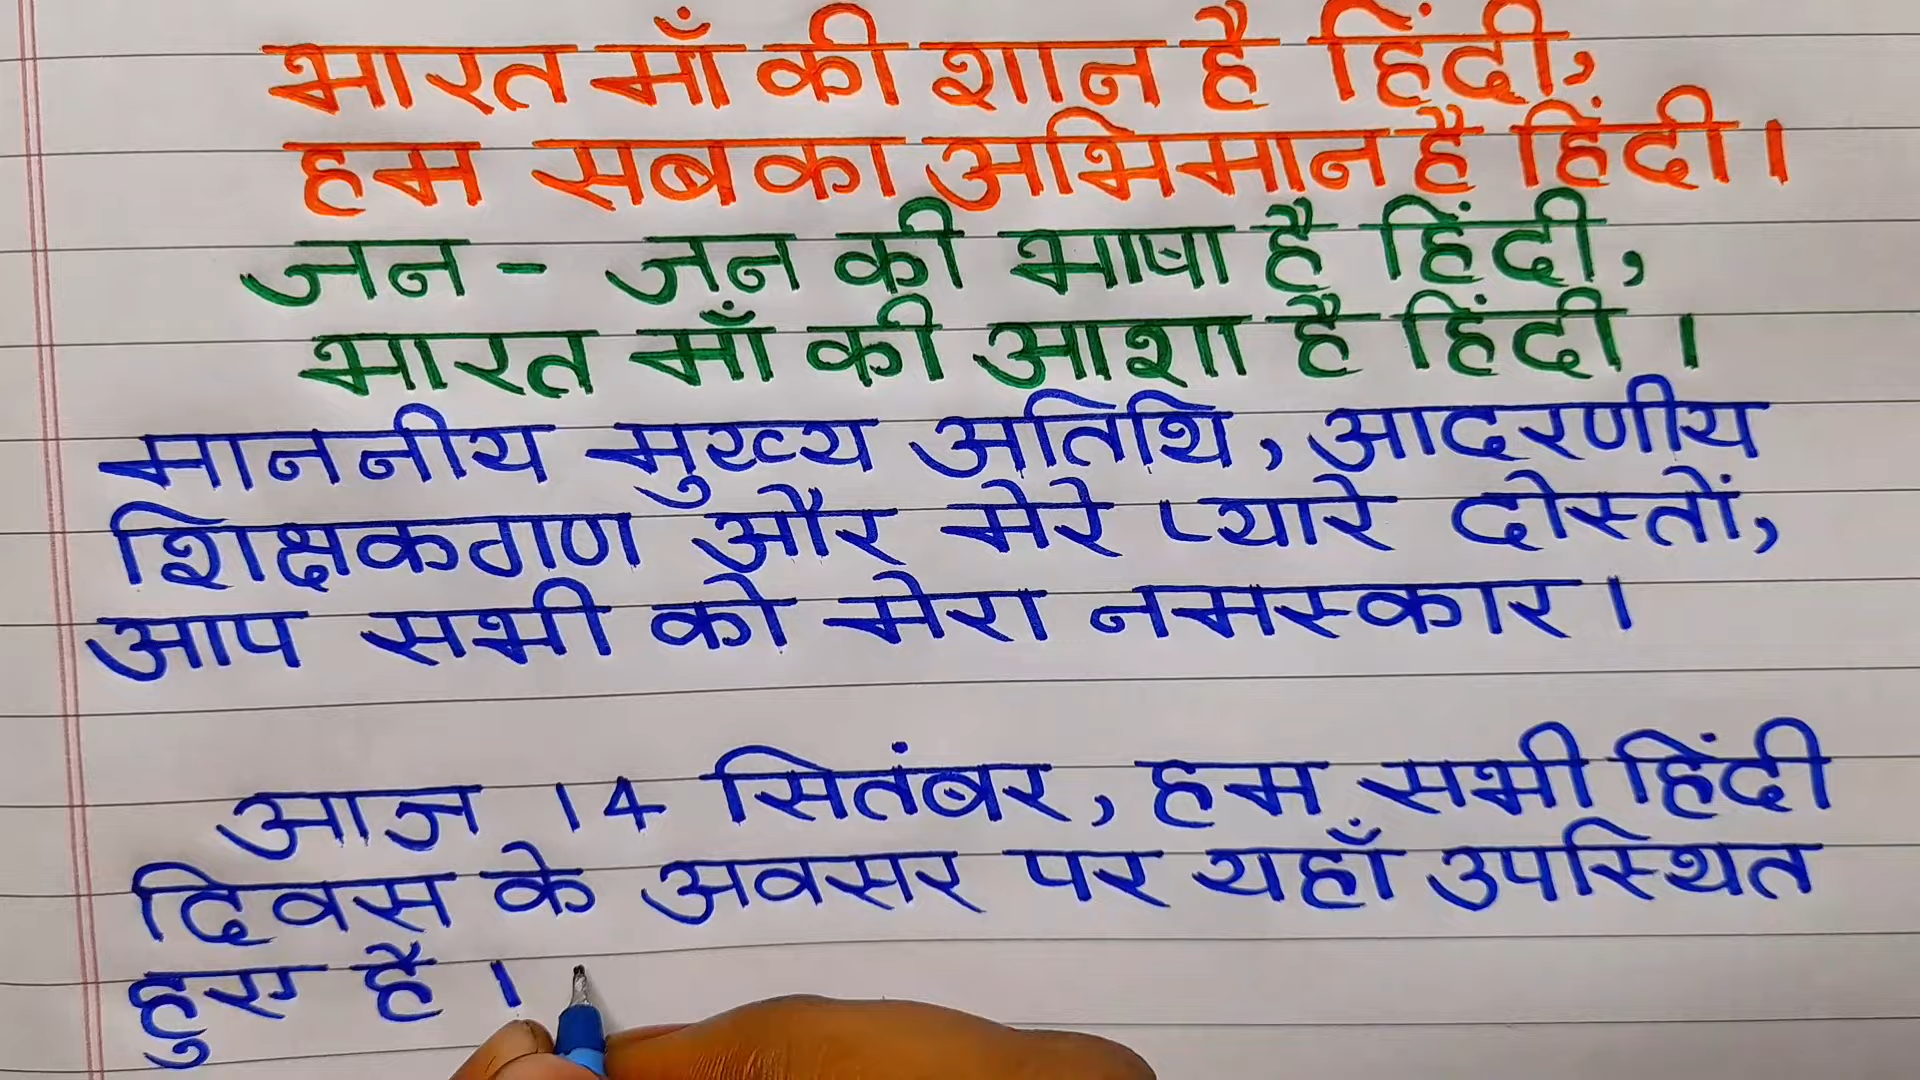 भारत माँ की शान है हिंदी,
हम सबका अभिमान है हिंदी।
जन - जन की भाषा है हिंदी,
भारत माँ की आशा है हिंदी।
माननीय मुख्य अतिथि, आदरणीय
शिक्षकगण और मेरे प्यारे दोस्तों,
आप सभी को मेरा नमस्कार।
आज 14 सितंबर, हम सभी हिंदी
दिवस के अवसर पर यहाँ उपस्थित
हुए है।